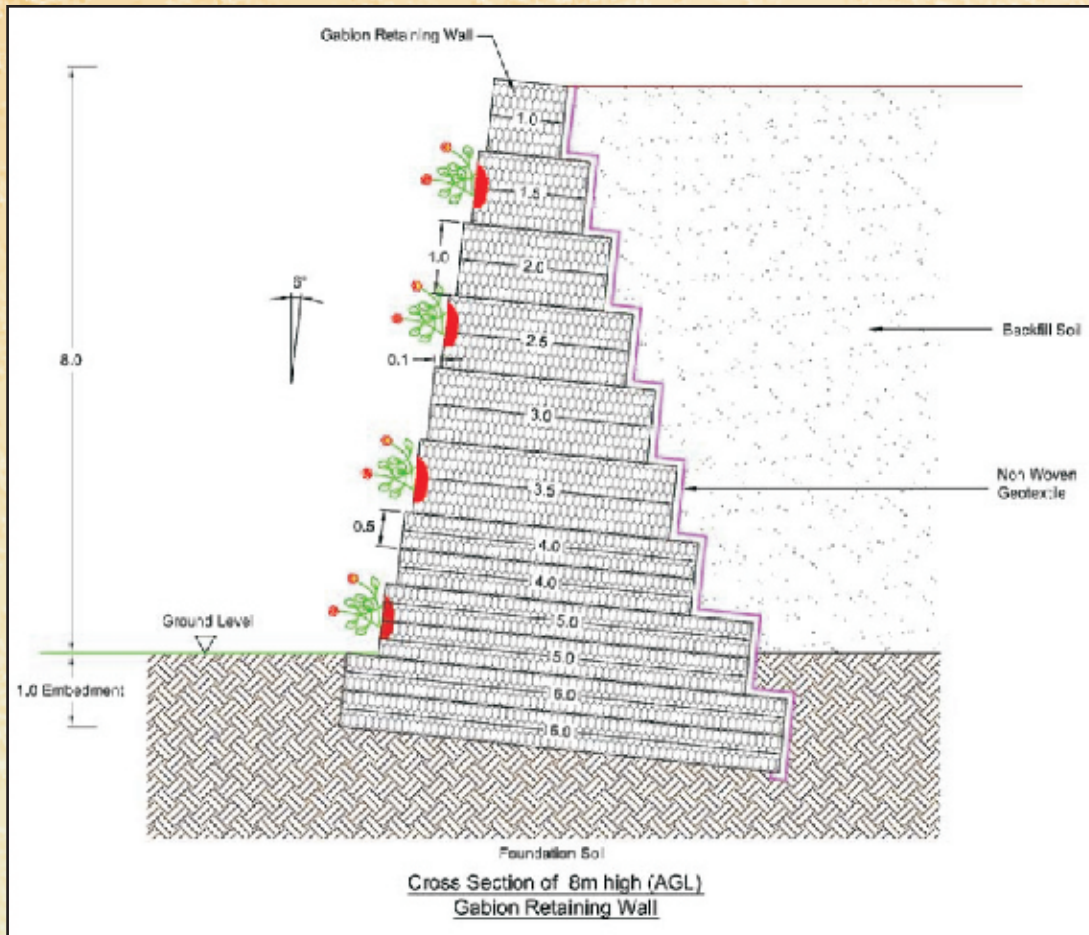 Gabion Retaining Wall
1.0
1.5
1.0
2.0
6°
2.5
Backfill Soil
8.0
0.1
3.0
3.5
Non Woven
Geotextile
0.5
4.0
4.0
Ground Level
5.0
5.0
1.0 Embedment
6.0
6.0
Foundation Soil
Cross Section of 8m high (AGL)
Gabion Retaining Wall